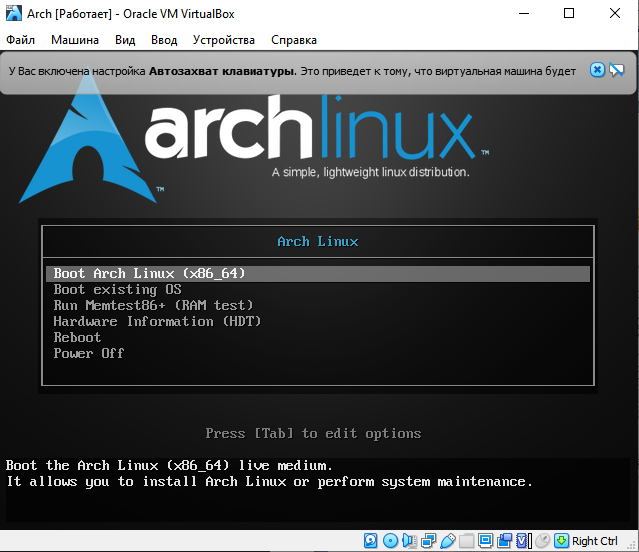 Arch [Работает] - Oracle VM VirtualBox
Файл Машина Вид Ввод Устройства Справка
У Вас включена настройка Автозахват клавиатуры. Это приведет к тому, что виртуальная машина будет
archlinux™
A simple, lightweight linux distribution.
™
Arch Linux
Boot Arch Linux (x86_64)
Boot existing OS
Run Memtest86+ (RAM test)
Hardware Information (HDT)
Reboot
Power Off
Press [Tab] to edit options
Boot the Arch Linux (x86_64) live medium.
It allows you to install Arch Linux or perform system maintenance.
Right Ctrl